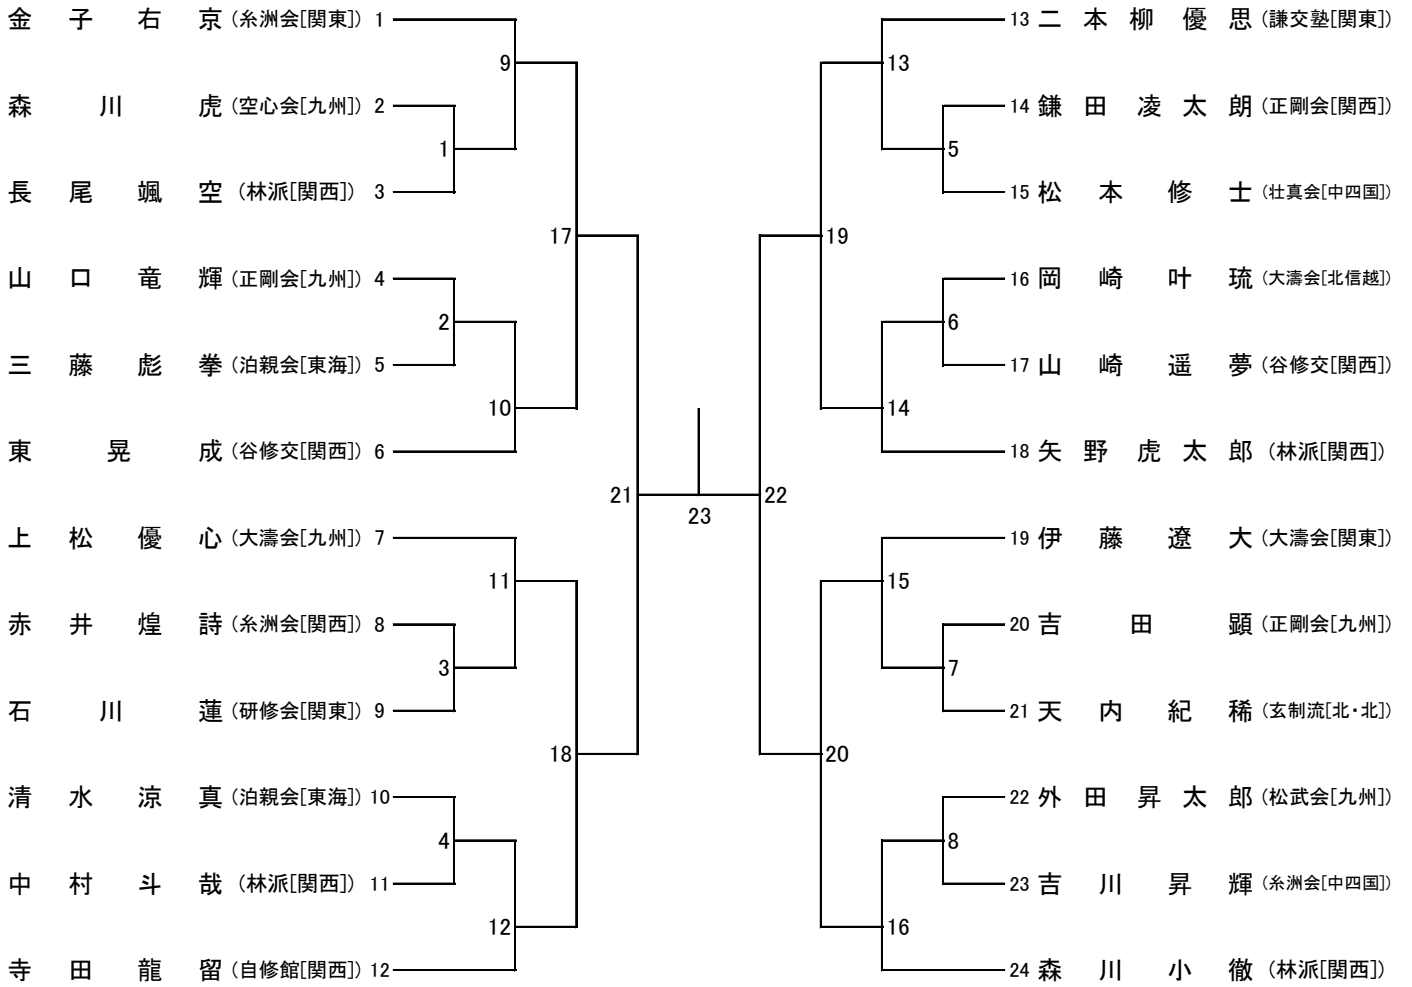 金子右京 (糸洲会[関東]) 1
9
森川虎 (空心会[九州]) 2
1
長尾颯空 (林派[関西]) 3
17
山口竜輝 (正剛会[九州]) 4
2
三藤彪拳 (泊親会[東海]) 5
10
東晃成 (谷修交[関西]) 6
21
上松優心 (大濤会[九州]) 7
11
赤井煌詩 (糸洲会[関西]) 8
3
石川蓮 (研修会[関東]) 9
18
清水涼真 (泊親会[東海]) 10
4
中村斗哉 (林派[関西]) 11
12
寺田龍留 (自修館[関西]) 12
23
13 二本柳優思 (謙交塾[関東])
13
14 鎌田凌太朗 (正剛会[関西])
5
15 松本修士 (壮真会[中四国])
19
16 岡崎叶琉 (大濤会[北信越])
6
17 山崎遥夢 (谷修交[関西])
14
18 矢野虎太郎 (林派[関西])
22
19 伊藤遼大 (大濤会[関東])
15
20 吉田顕 (正剛会[九州])
7
21 天内紀稀 (玄制流[北・北])
20
22 外田昇太郎 (松武会[九州])
8
23 吉川昇輝 (糸洲会[中四国])
16
24 森川小徹 (林派[関西])